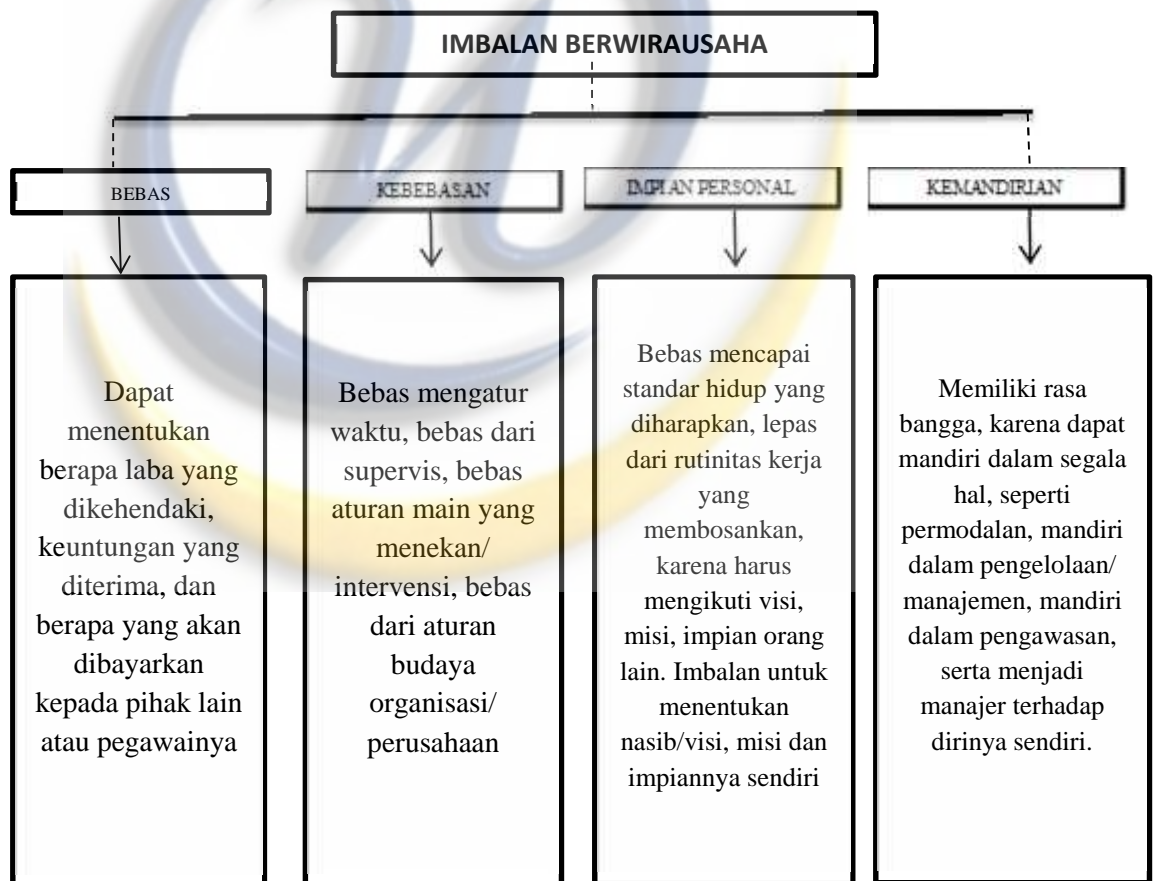 IMBALAN BERWIRAUSAHA
BEBAS
Dapat
menentukan
berapa laba yang
dikehendaki,
keuntungan yang
diterima, dan
berapa yang akan
dibayarkan
kepada pihak lain
atau pegawainya
KEBEBASAN
Bebas mengatur
waktu, bebas dari
supervis, bebas
aturan main yang
menekan/
intervensi, bebas
dari aturan
budaya
organisasi/
perusahaan
IMPIAN PERSONAL
Bebas mencapai
standar hidup yang
diharapkan, lepas
dari rutinitas kerja
yang
membosankan,
karena harus
mengikuti visi,
misi, impian orang
lain. Imbalan untuk
menentukan
nasib/visi, misi dan
impiannya sendiri
KEMANDIRIAN
Memiliki rasa
bangga, karena dapat
mandiri dalam segala
hal, seperti
permodalan, mandiri
dalam pengelolaan/
manajemen, mandiri
dalam pengawasan,
serta menjadi
manajer terhadap
dirinya sendiri.